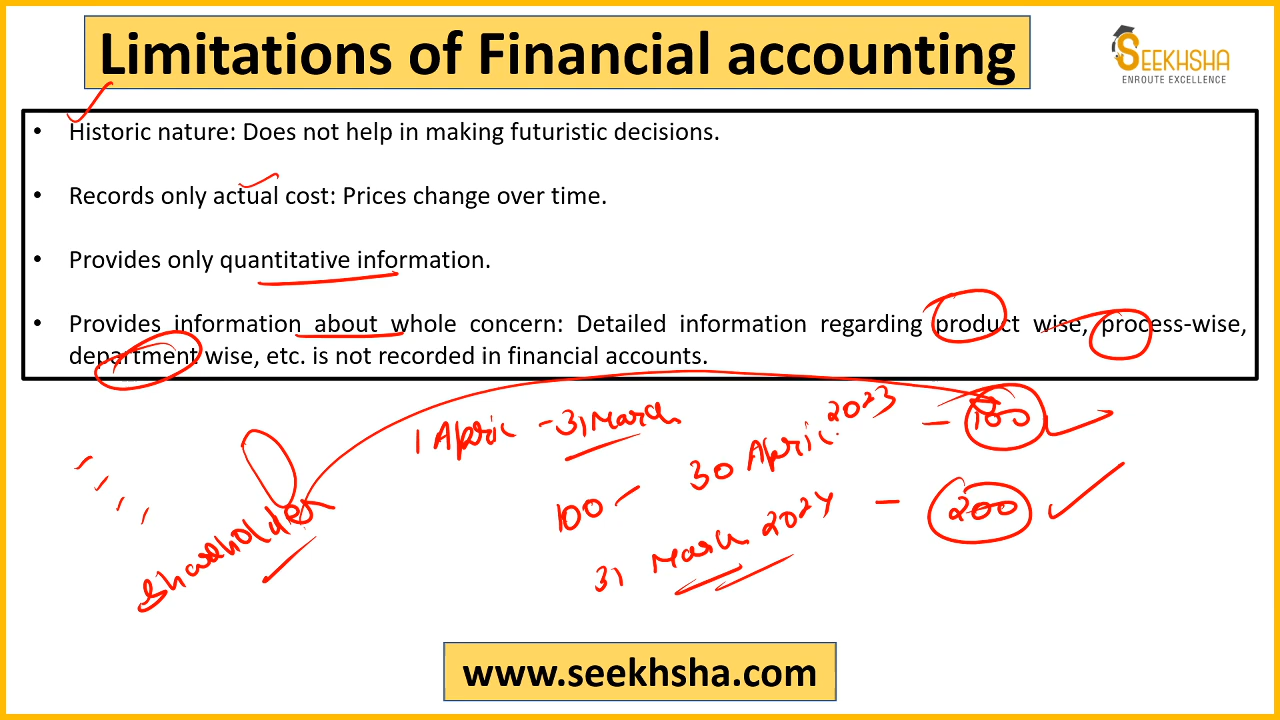 Limitations of Financial accounting
SEEKHSHA
ENROUTE EXCELLENCE
• Historic nature: Does not help in making futuristic decisions.
• Records only actual cost: Prices change over time.
• Provides only quantitative information.
• Provides information about whole concern: Detailed information regarding product wise, process-wise,
department wise, etc. is not recorded in financial accounts.
1 April - 31 March
100 - 30 April 2023 - 100
31 March 2024 - 200
Shareholder
www.seekhsha.com